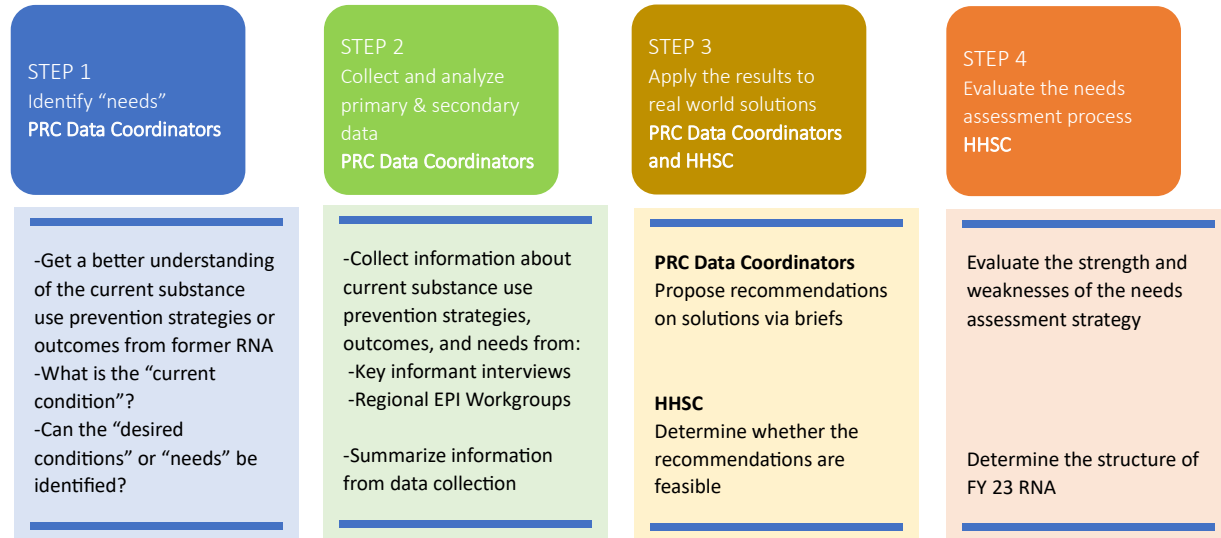 STEP 1
Identify “needs”
PRC Data Coordinators
STEP 2
Collect and analyze
primary & secondary
data
PRC Data Coordinators
STEP 3
Apply the results to
real world solutions
PRC Data Coordinators
and HHSC
STEP 4
Evaluate the needs
assessment process
HHSC
-Get a better understanding
of the current substance
use prevention strategies or
outcomes from former RNA
-What is the “current
condition”?
-Can the “desired
conditions” or “needs” be
identified?
-Collect information about
current substance use
prevention strategies,
outcomes, and needs from:
-Key informant interviews
-Regional EPI Workgroups
-Summarize information
from data collection
PRC Data Coordinators
Propose recommendations
on solutions via briefs
HHSC
Determine whether the
recommendations are
feasible
Evaluate the strength and
weaknesses of the needs
assessment strategy
Determine the structure of
FY 23 RNA